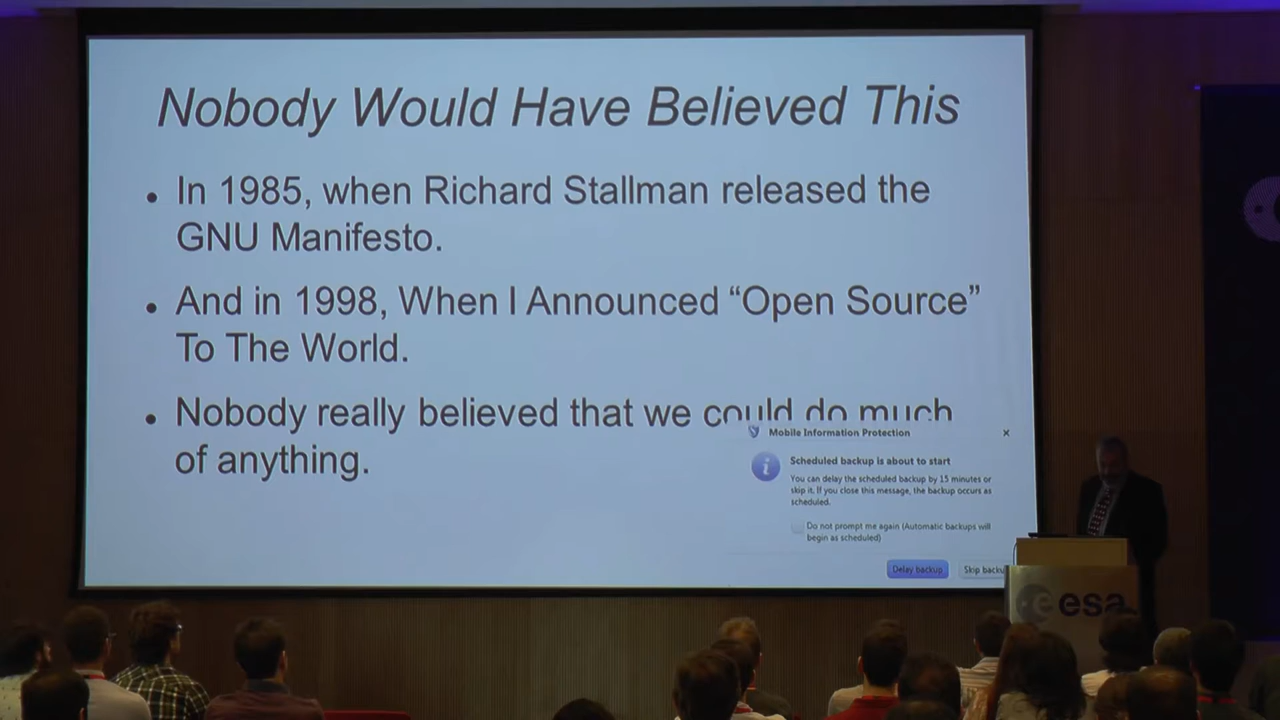 Nobody Would Have Believed This
• In 1985, when Richard Stallman released the
GNU Manifesto.
• And in 1998, When I Announced “Open Source”
To The World.
• Nobody really believed that we could do much
of anything.
Mobile Information Protection
Scheduled backup is about to start
You can delay the scheduled backup by 15 minutes or
skip it. If you close this message, the backup occurs as
scheduled.
Do not prompt me again (Automatic backups will
begin as scheduled)
Delay backup Skip backu
esa